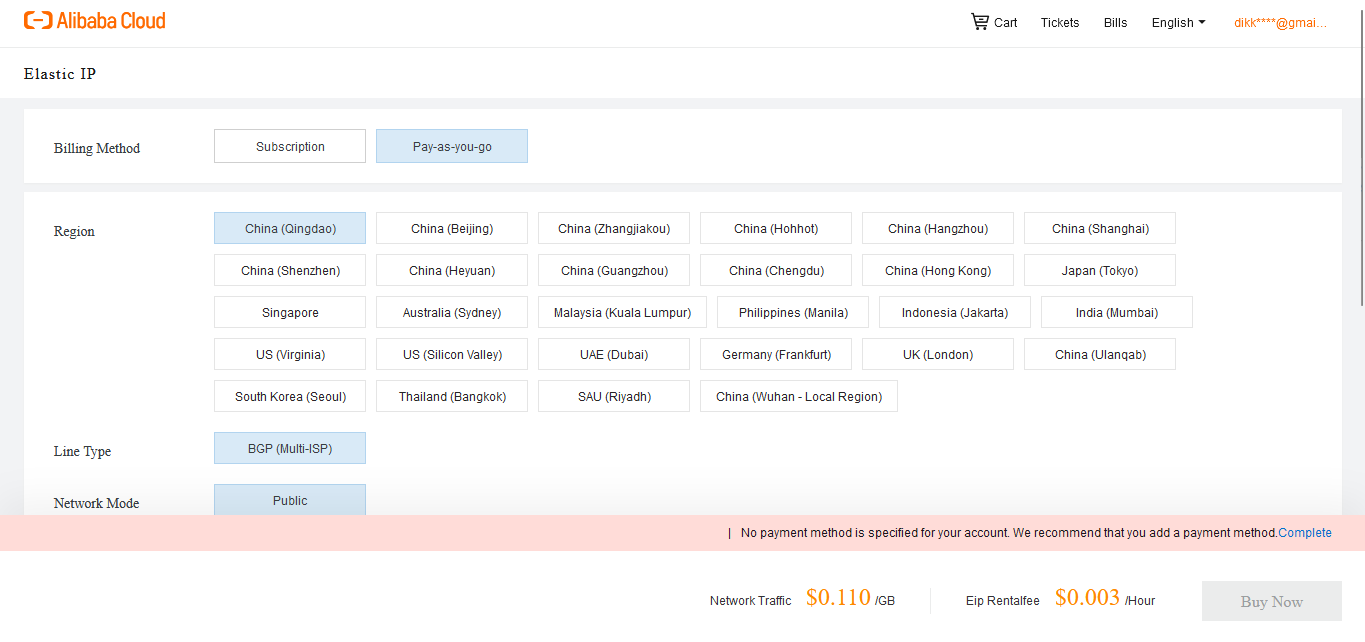 Alibaba Cloud Cart Tickets Bills English dikk****@gmai...
Elastic IP
Billing Method Subscription Pay-as-you-go
Region China (Qingdao) China (Beijing) China (Zhangjiakou) China (Hohhot) China (Hangzhou) China (Shanghai)
China (Shenzhen) China (Heyuan) China (Guangzhou) China (Chengdu) China (Hong Kong) Japan (Tokyo)
Singapore Australia (Sydney) Malaysia (Kuala Lumpur) Philippines (Manila) Indonesia (Jakarta) India (Mumbai)
US (Virginia) US (Silicon Valley) UAE (Dubai) Germany (Frankfurt) UK (London) China (Ulanqab)
South Korea (Seoul) Thailand (Bangkok) SAU (Riyadh) China (Wuhan - Local Region)
Line Type BGP (Multi-ISP)
Network Mode Public
| No payment method is specified for your account. We recommend that you add a payment method.Complete
Network Traffic $0.110 /GB Eip Rentalfee $0.003 /Hour Buy Now